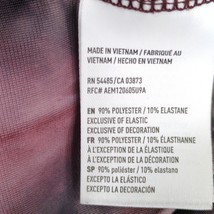 MADE IN VIETNAM / FABRIQUÉ AU
VIETNAM / HECHO EN VIETNAM
RN 54485/CA 03873
RFC# AEM120605U9A
EN 90% POLYESTER / 10% ELASTANE
EXCLUSIVE OF ELASTIC
EXCLUSIVE OF DECORATION
FR 90% POLYESTER / 10% ÉLASTHANNE
À L'EXCEPTION DE L'ÉLASTIQUE
À L'EXCEPTION DE LA DÉCORATION
SP 90% poliéster / 10% elastano
EXCEPTO LA ELÁSTICO
EXCEPTO LA DECORACIÓN